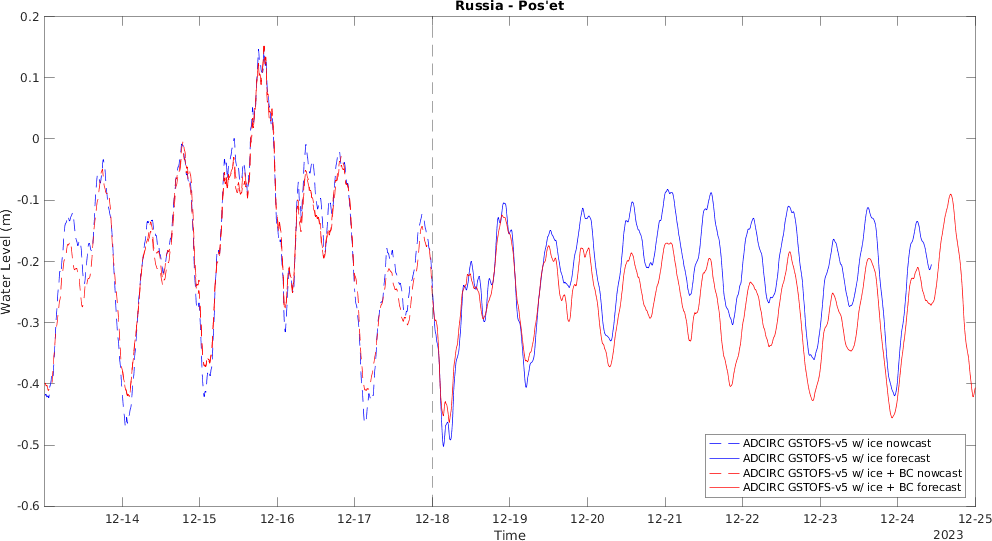 Russia - Pos'et
0.2
0.1
0
-0.1
-0.2
-0.3
-0.4
-0.5
-0.6
Water Level (m)
ADCIRC GSTOFS-v5 w/ ice nowcast
ADCIRC GSTOFS-v5 w/ ice forecast
ADCIRC GSTOFS-v5 w/ ice + BC nowcast
ADCIRC GSTOFS-v5 w/ ice + BC forecast
12-14 12-15 12-16 12-17 12-18 12-19 12-20 12-21 12-22 12-23 12-24 12-25
Time
2023